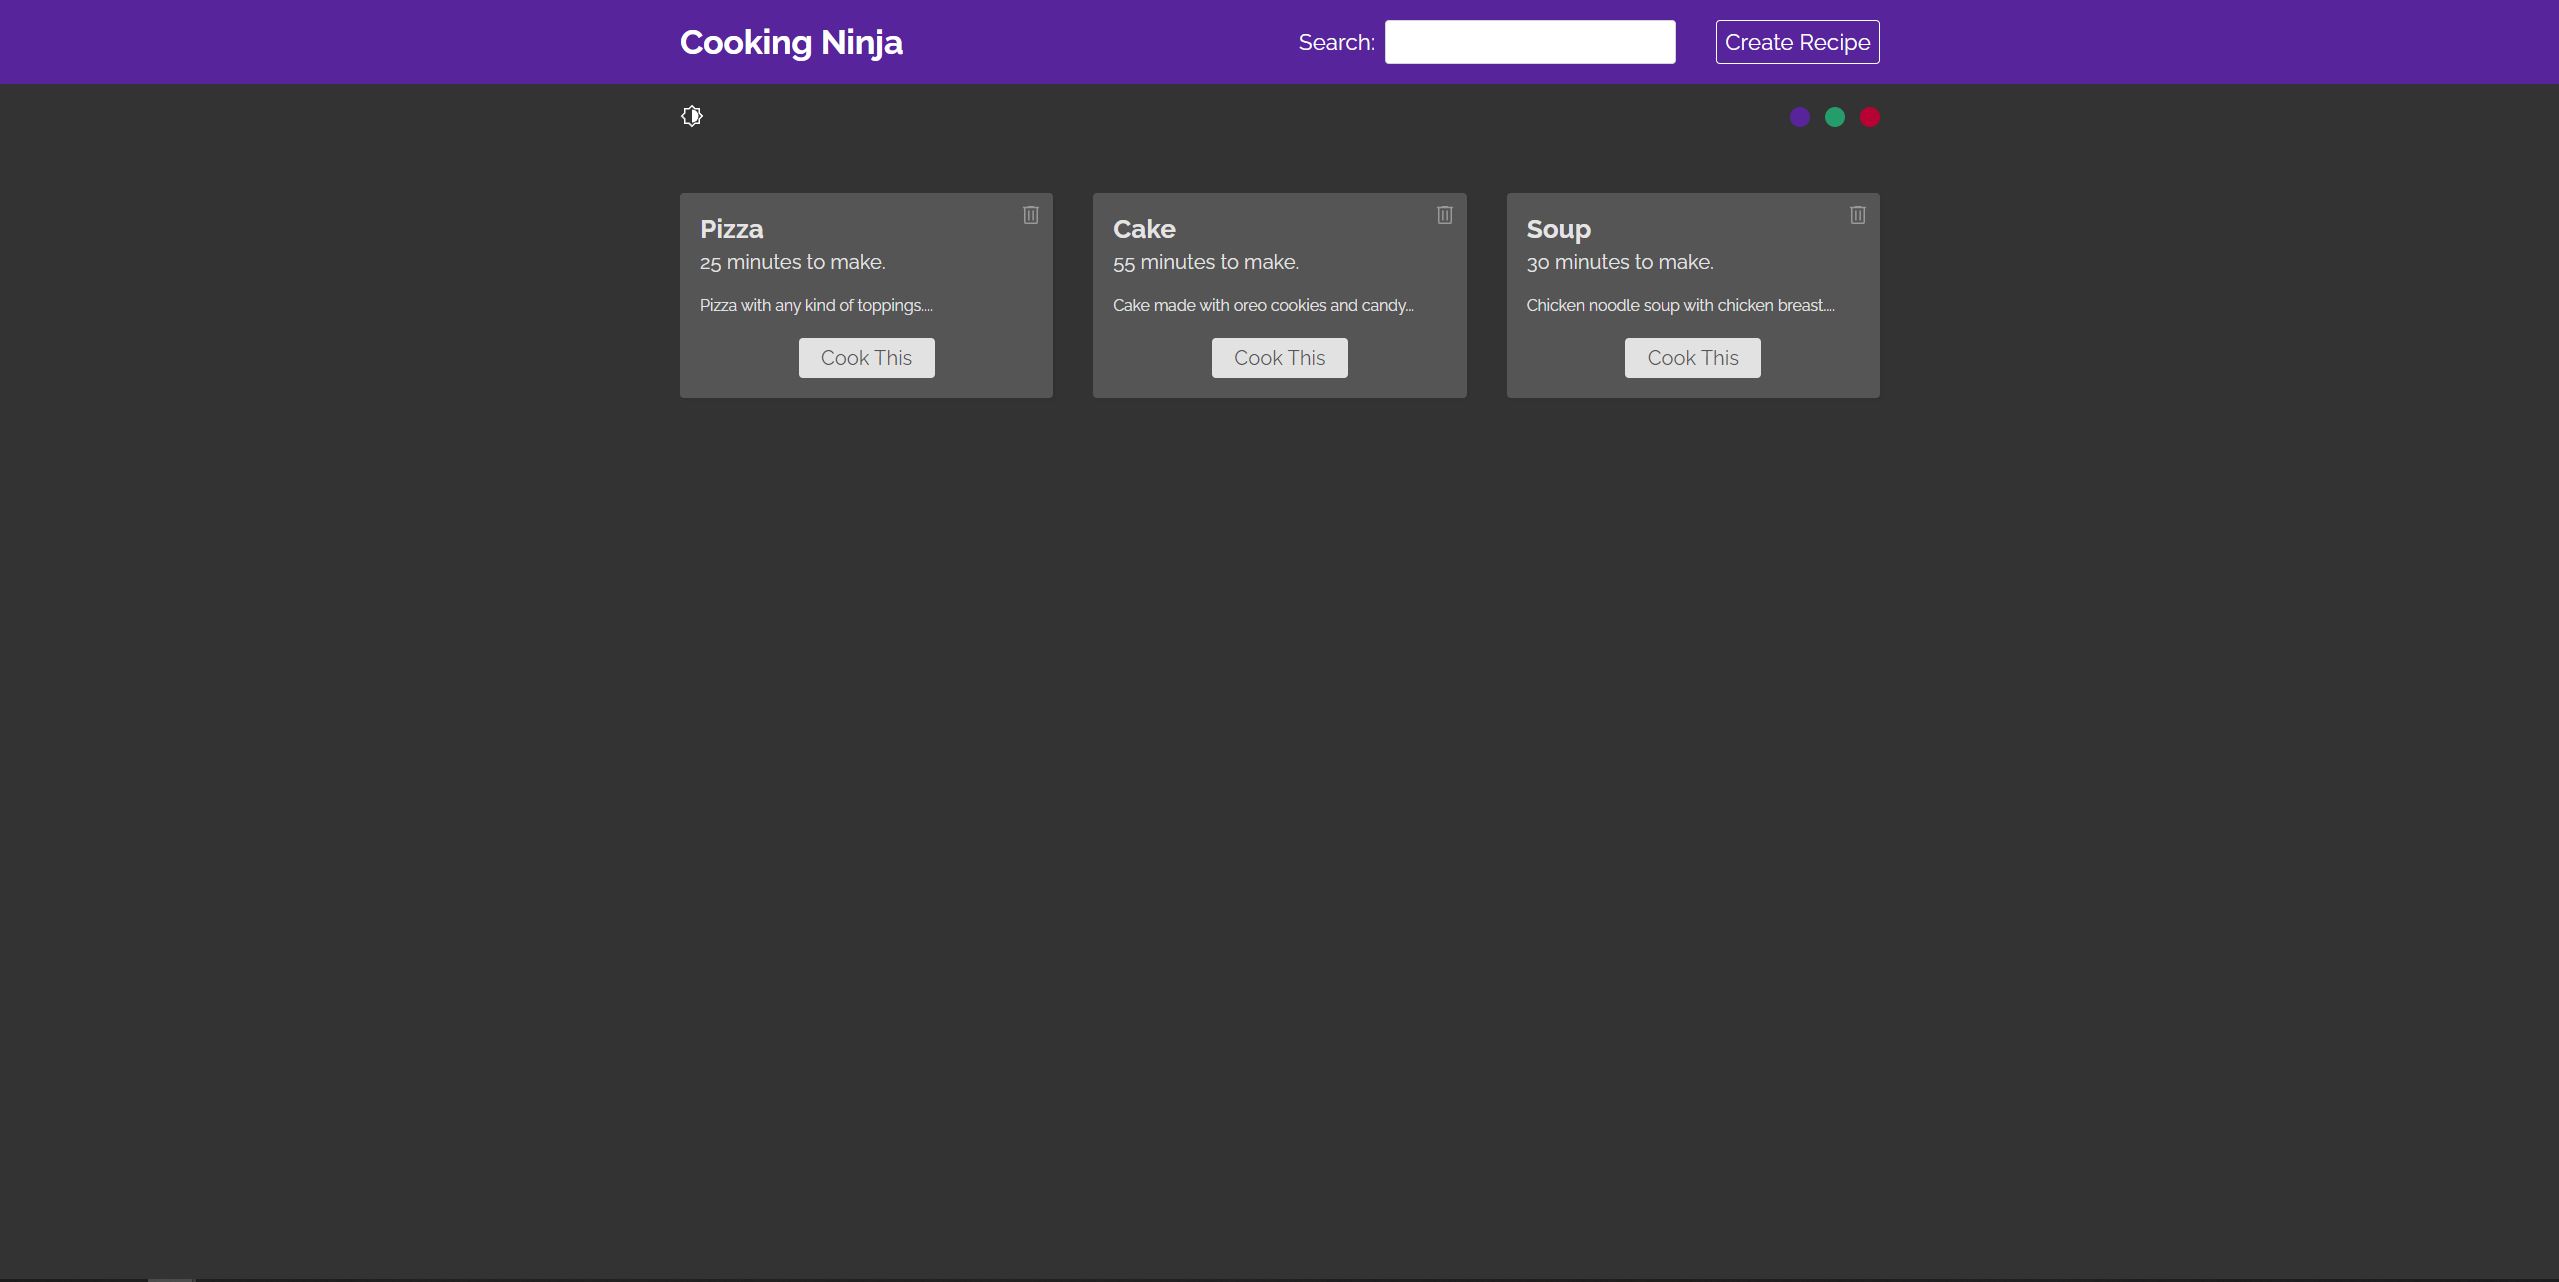 Cooking Ninja
Search:
Create Recipe
Pizza
25 minutes to make.
Pizza with any kind of toppings....
Cook This
Cake
55 minutes to make.
Cake made with oreo cookies and candy...
Cook This
Soup
30 minutes to make.
Chicken noodle soup with chicken breast....
Cook This